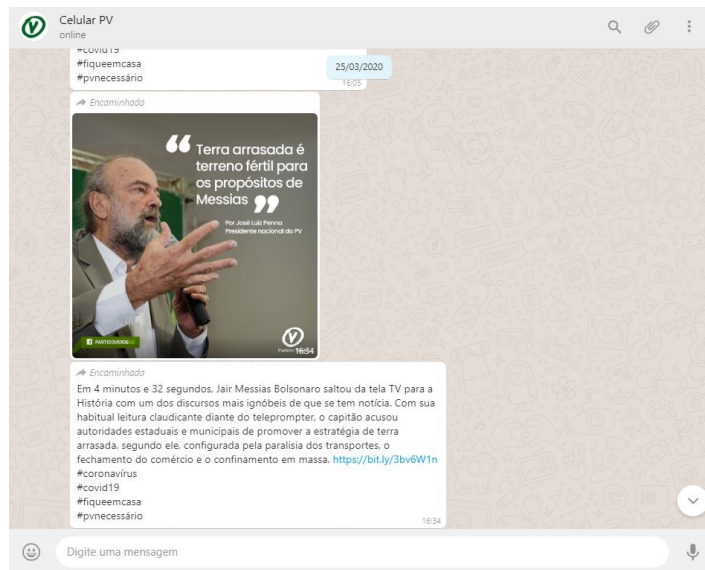 Celular PV
online
#covid19
#fiqueemcasa
#pvnecessário
16:05
25/03/2020
Encaminhada
“ Terra arrasada é
terreno fértil para
os propósitos de
Messias ”
Por José Luiz Penna
Presidente nacional do PV
PARTIDOVERDE43
16:34
Encaminhada
Em 4 minutos e 32 segundos, Jair Messias Bolsonaro saltou da tela TV para a
História com um dos discursos mais ignóbeis de que se tem notícia. Com sua
habitual leitura claudicante diante do teleprompter, o capitão acusou
autoridades estaduais e municipais de promover a estratégia de terra
arrasada, segundo ele, configurada pela paralisia dos transportes, o
fechamento do comércio e o confinamento em massa. https://bit.ly/3bv6W1n
#coronavírus
#covid19
#fiqueemcasa
#pvnecessário
16:34
Digite uma mensagem